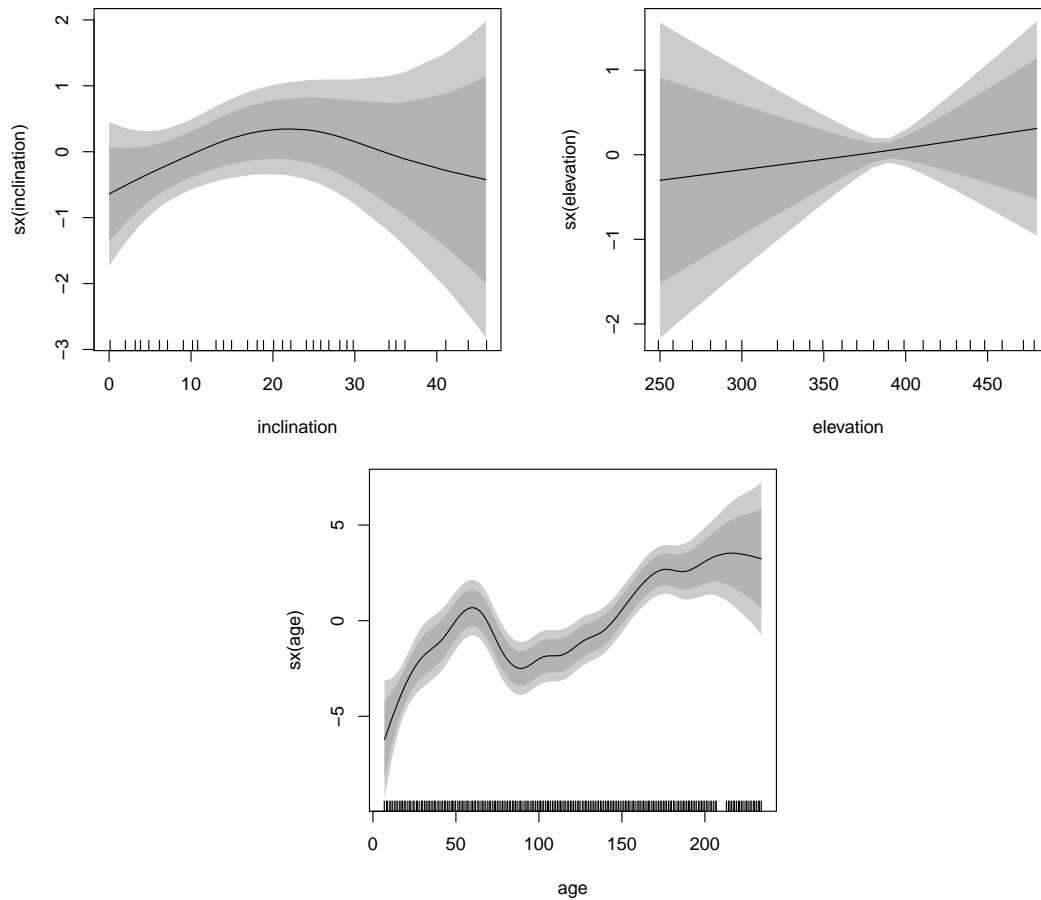 sx(inclination)
2
1
0
−1
−2
−3
0 10 20 30 40
inclination
sx(elevation)
1
0
−1
−2
250 300 350 400 450
elevation
sx(age)
5
0
−5
0 50 100 150 200
age